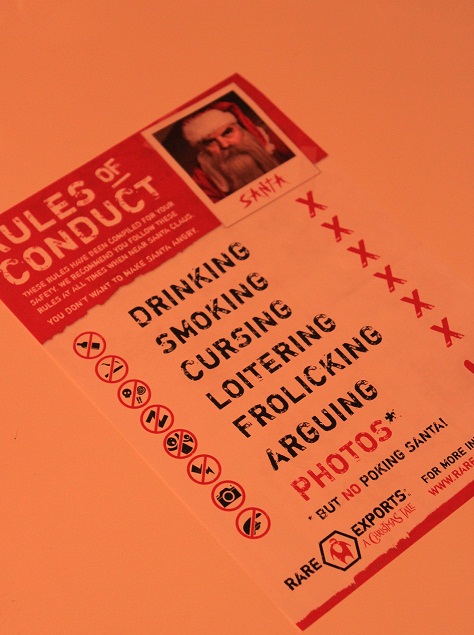 RULES OF
CONDUCT
THESE RULES HAVE BEEN COMPILED FOR YOUR
SAFETY. WE RECOMMEND YOU FOLLOW THESE
RULES AT ALL TIMES WHEN NEAR SANTA CLAUS.
YOU DON'T WANT TO MAKE SANTA ANGRY.
SANTA
DRINKING X
SMOKING X
CURSING X
LOITERING X
FROLICKING X
ARGUING X
PHOTOS*
* BUT NO POKING SANTA!
RARE EXPORTS
A CHRISTMAS TALE
FOR MORE
WWW.RARE